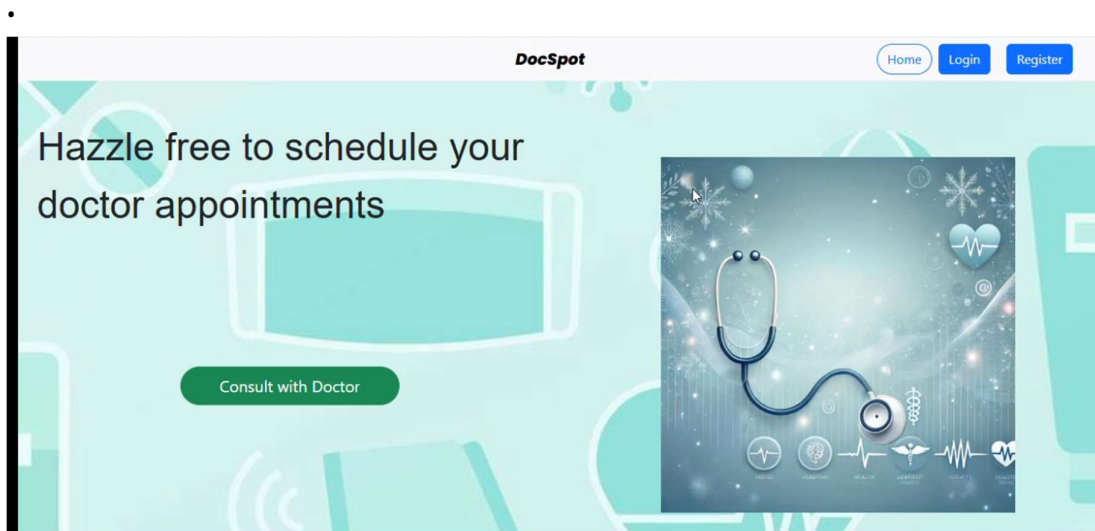 DocSpot
Home Login Register
Hazzle free to schedule your
doctor appointments
Consult with Doctor